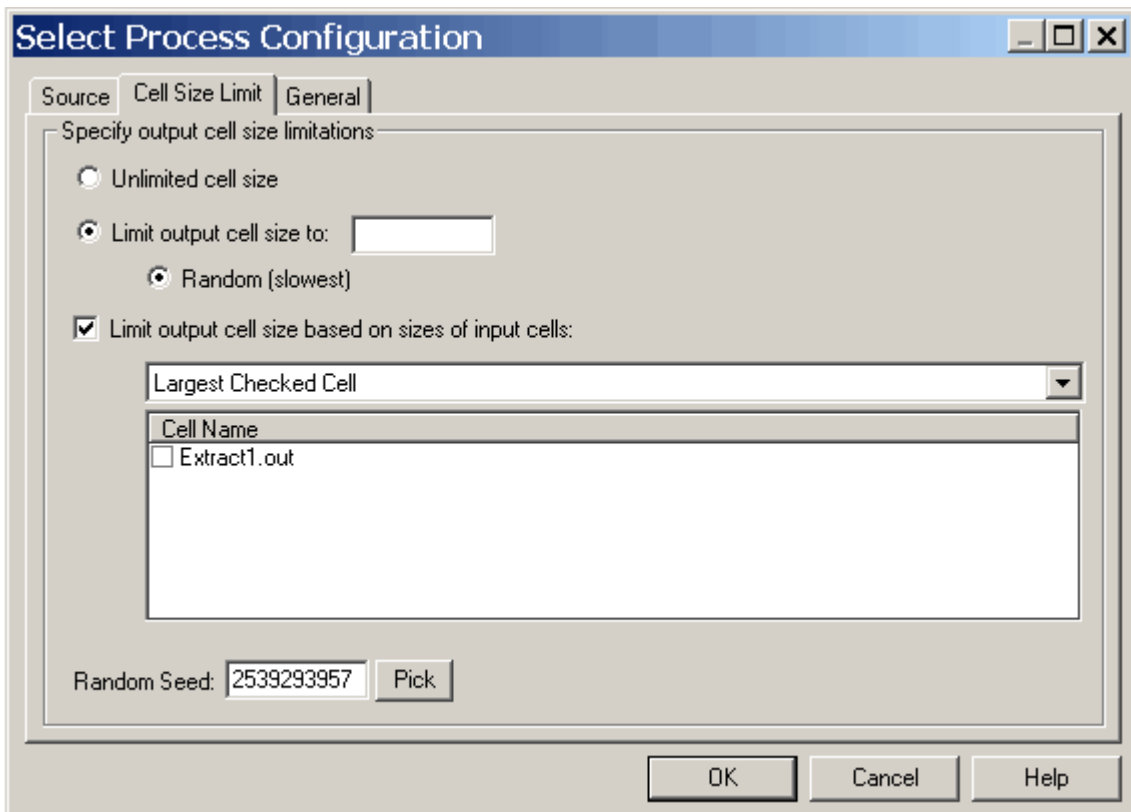 Select Process Configuration
Source Cell Size Limit General
Specify output cell size limitations
Unlimited cell size
Limit output cell size to:
Random (slowest)
Limit output cell size based on sizes of input cells:
Largest Checked Cell
Cell Name
Extract1.out
Random Seed: 2539293957 Pick
OK Cancel Help